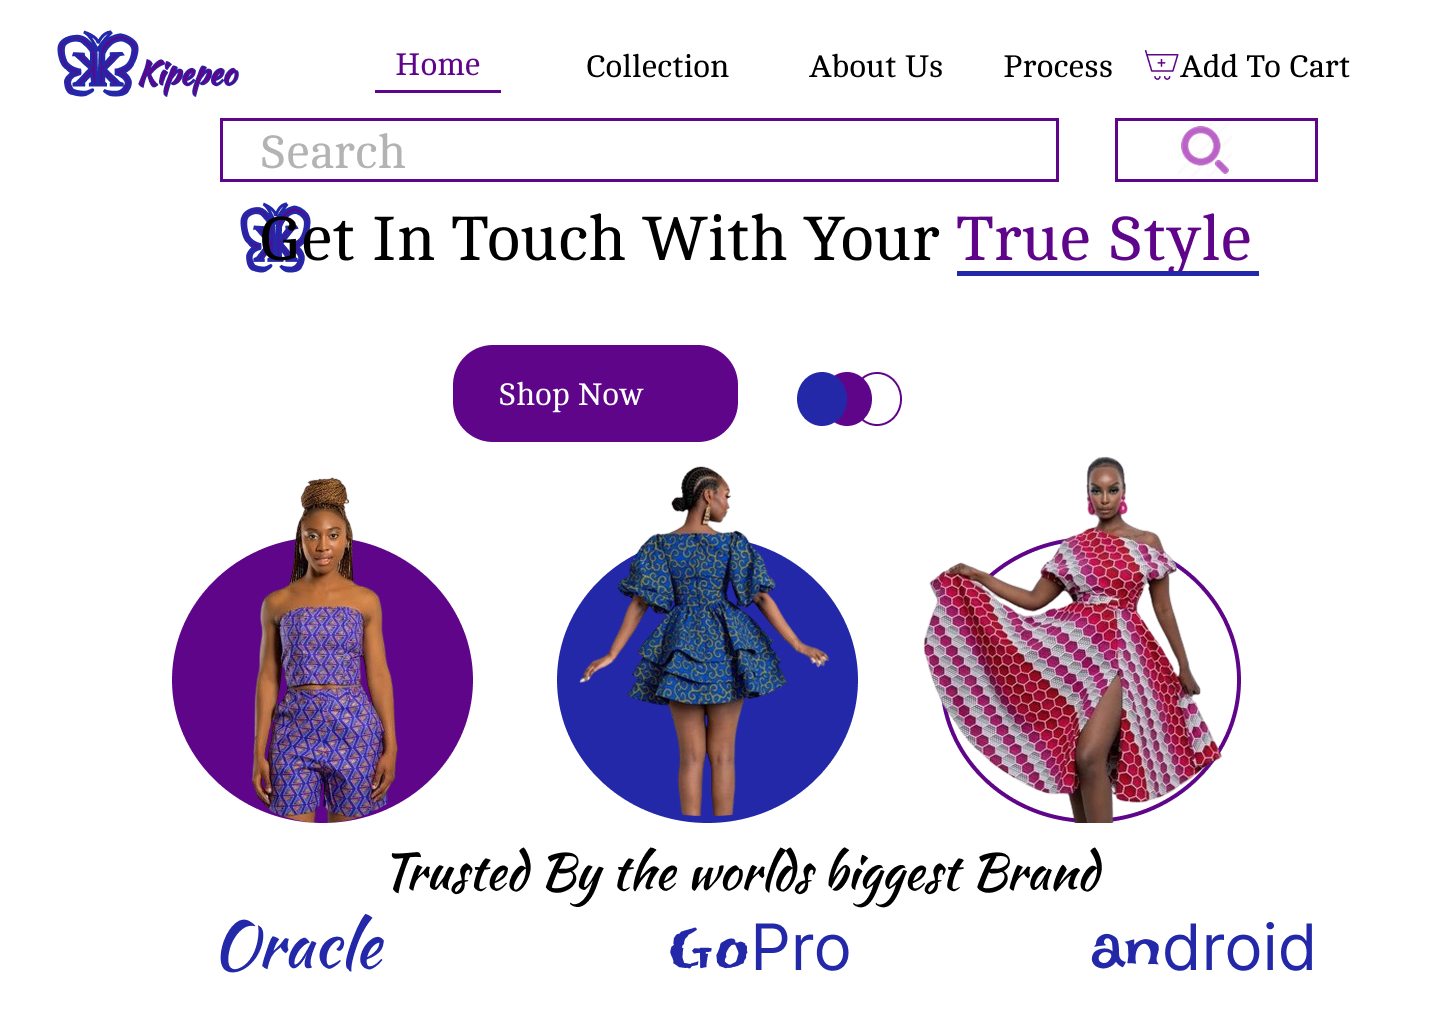 Kipepeo
Home Collection About Us Process Add To Cart
Search
Get In Touch With Your True Style
Shop Now
Trusted By the worlds biggest Brand
Oracle GoPro android